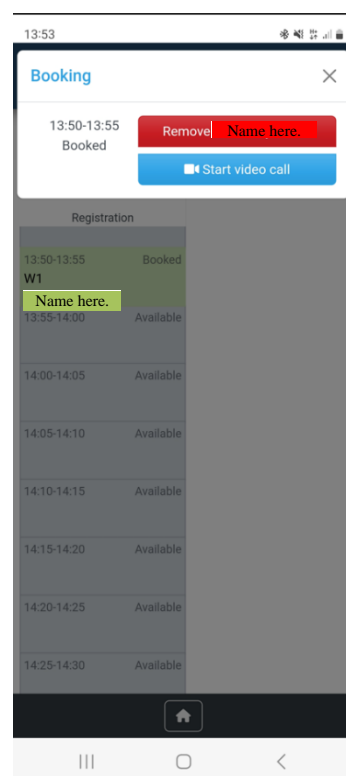 13:53
Booking
13:50-13:55
Booked
Remove Name here.
Start video call
Registration
13:50-13:55 Booked
W1
Name here.
13:55-14:00 Available
14:00-14:05 Available
14:05-14:10 Available
14:10-14:15 Available
14:15-14:20 Available
14:20-14:25 Available
14:25-14:30 Available